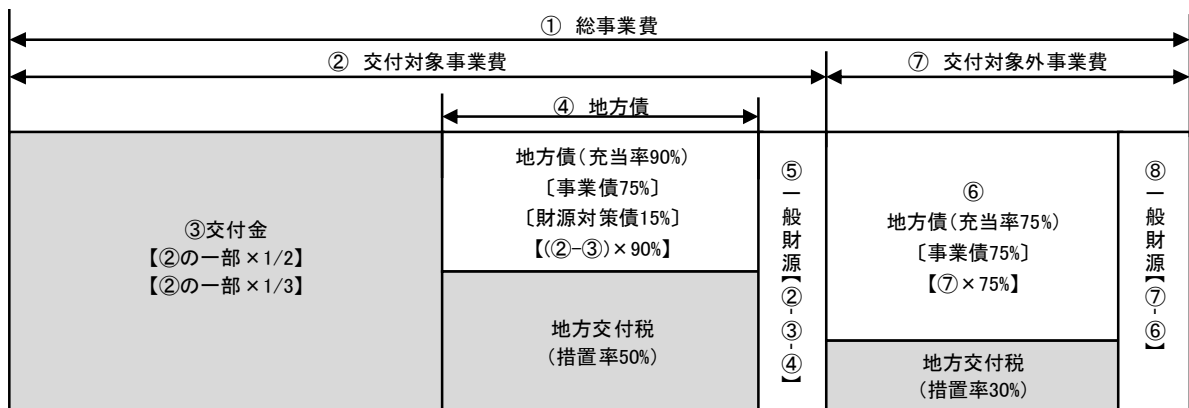 ① 総事業費
② 交付対象事業費
⑦ 交付対象外事業費
④ 地方債
③交付金
【②の一部×1/2】
【②の一部×1/3】
地方債(充当率90%)
〔事業債75%〕
〔財源対策債15%〕
【(②-③)×90%】
地方交付税
(措置率50%)
⑤一般財源【②-③-④】
⑥
地方債(充当率75%)
〔事業債75%〕
【⑦×75%】
地方交付税
(措置率30%)
⑧一般財源【⑦-⑥】